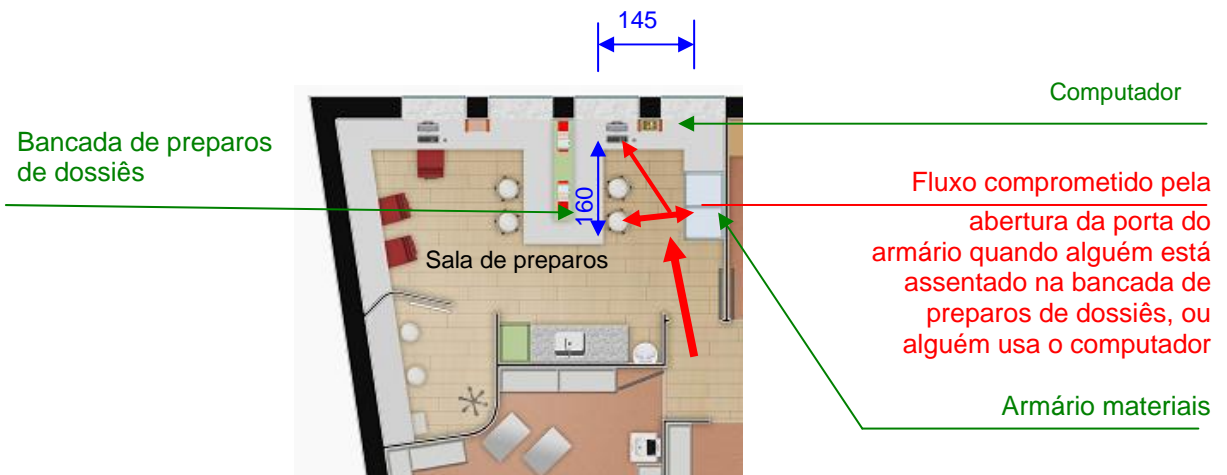 145
Computador
Bancada de preparos
de dossiês
160
Fluxo comprometido pela
abertura da porta do
armário quando alguém está
assentado na bancada de
preparos de dossiês, ou
alguém usa o computador
Sala de preparos
Armário materiais